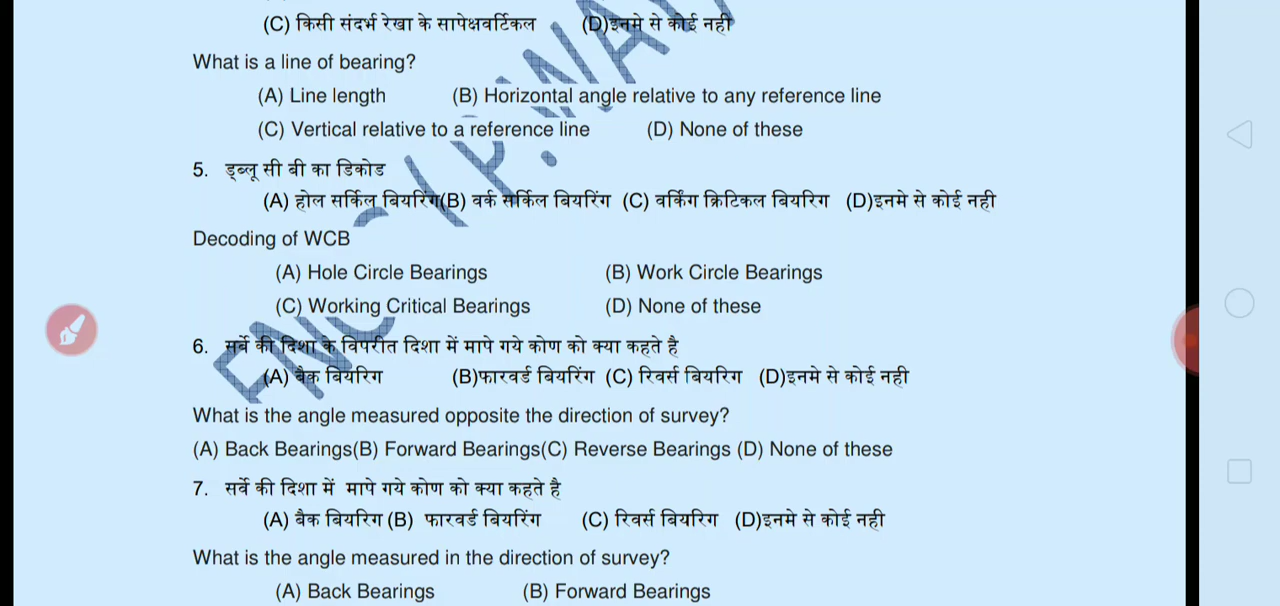 (C) किसी संदर्भ रेखा के सापेक्षवर्टिकल (D)इनमे से कोई नही
What is a line of bearing?
(A) Line length (B) Horizontal angle relative to any reference line
(C) Vertical relative to a reference line (D) None of these
5. ड्ब्लू सी बी का डिकोड
(A) होल सर्किल बियरिंग(B) वर्क सर्किल बियरिंग (C) वर्किंग क्रिटिकल बियरिंग (D)इनमे से कोई नही
Decoding of WCB
(A) Hole Circle Bearings (B) Work Circle Bearings
(C) Working Critical Bearings (D) None of these
6. सर्वे की दिशा के विपरीत दिशा में मापे गये कोण को क्या कहते है
(A) बैक बियरिग (B)फारवर्ड बियरिंग (C) रिवर्स बियरिग (D)इनमे से कोई नही
What is the angle measured opposite the direction of survey?
(A) Back Bearings(B) Forward Bearings(C) Reverse Bearings (D) None of these
7. सर्वे की दिशा में मापे गये कोण को क्या कहते है
(A) बैक बियरिग (B) फारवर्ड बियरिंग (C) रिवर्स बियरिग (D)इनमे से कोई नही
What is the angle measured in the direction of survey?
(A) Back Bearings (B) Forward Bearings